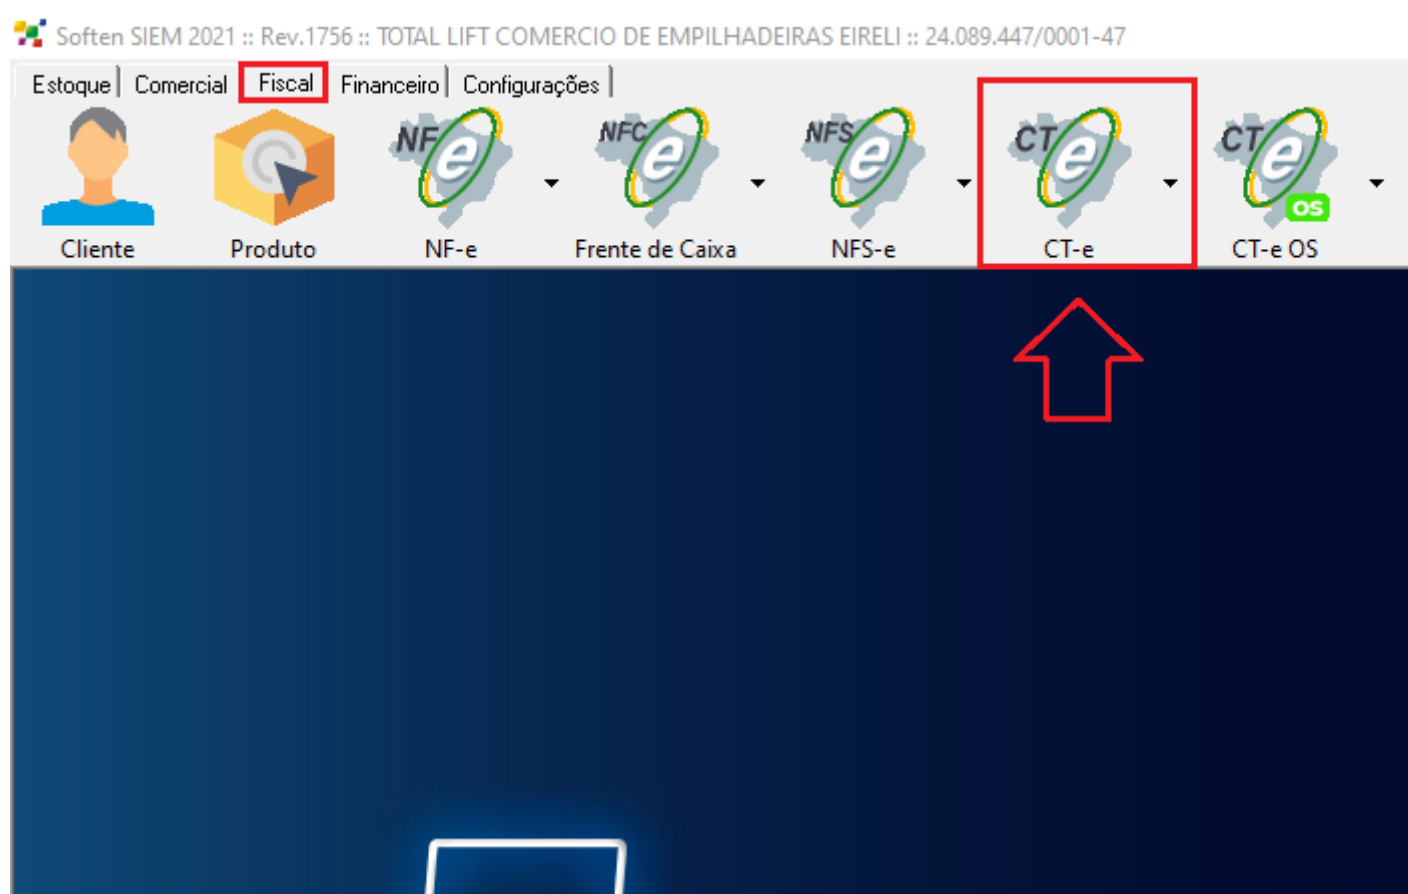 Soften SIEM 2021 :: Rev.1756 :: TOTAL LIFT COMERCIO DE EMPILHADEIRAS EIRELI :: 24.089.447/0001-47
Estoque Comercial Fiscal Financeiro Configurações
NF e NFC e NFS e CT e CT e os
Cliente Produto NF-e Frente de Caixa NFS-e CT-e CT-e OS